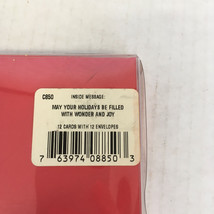 C850 INSIDE MESSAGE:
MAY YOUR HOLIDAYS BE FILLED
WITH WONDER AND JOY
12 CARDS WITH 12 ENVELOPES
7 63974 08850 3